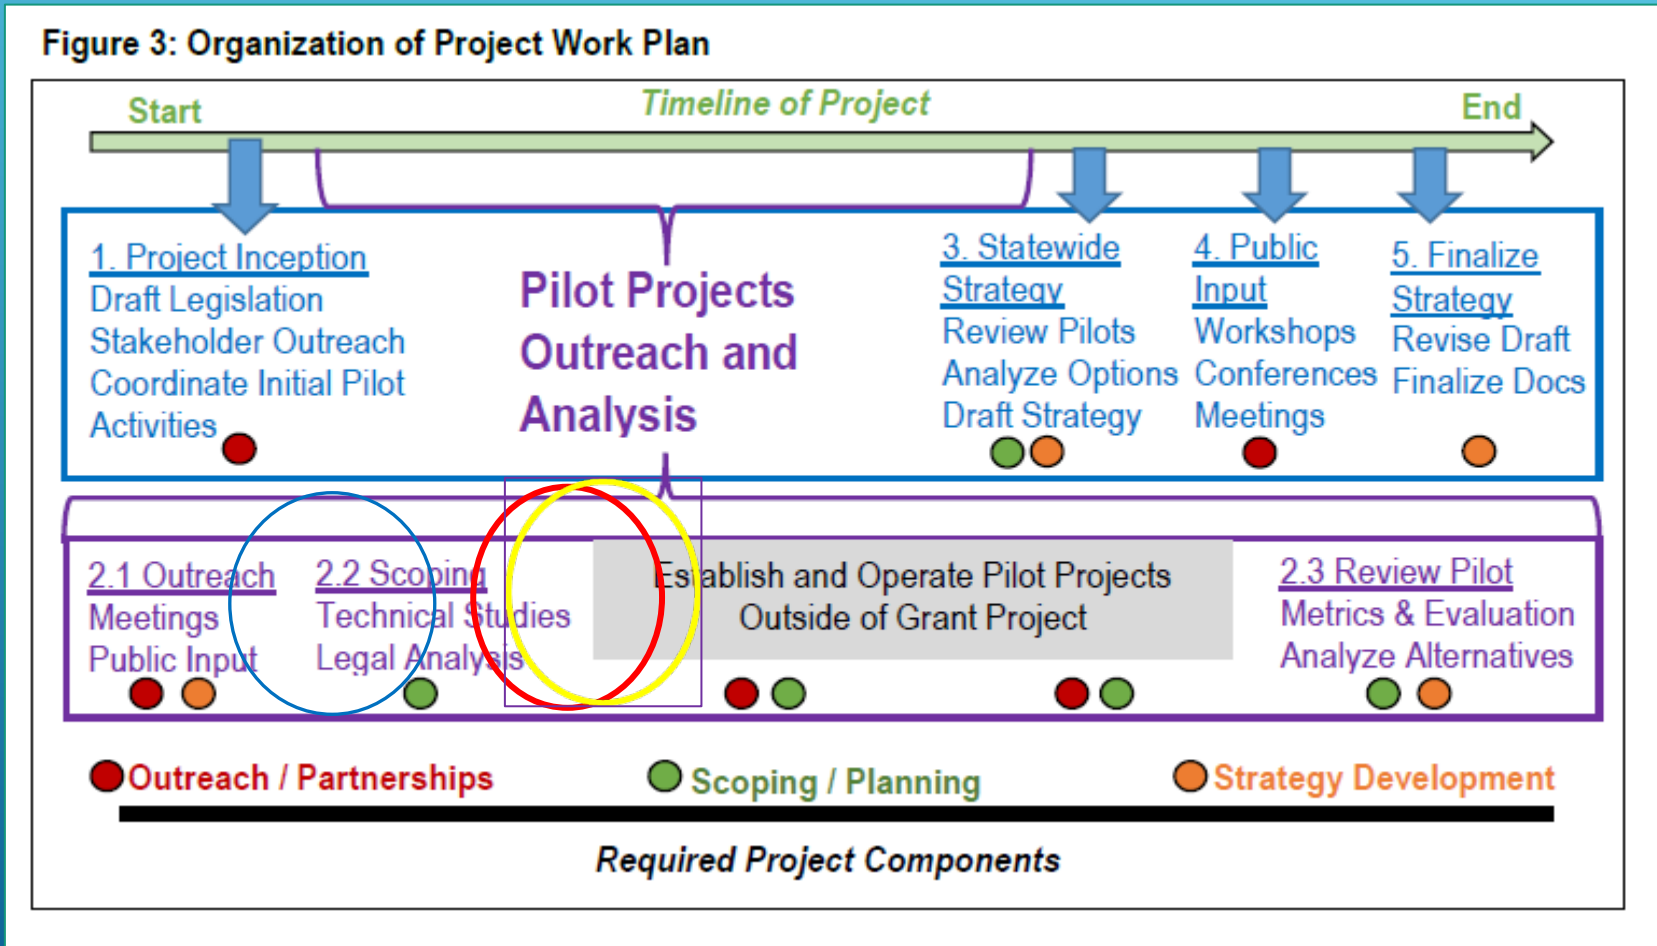 Figure 3: Organization of Project Work Plan
Start
Timeline of Project
End
1. Project Inception
Draft Legislation
Stakeholder Outreach
Coordinate Initial Pilot
Activities
Pilot Projects
Outreach and
Analysis
3. Statewide
Strategy
Review Pilots
Analyze Options
Draft Strategy
4. Public
Input
Workshops
Conferences
Meetings
5. Finalize
Strategy
Revise Draft
Finalize Docs
2.1 Outreach
Meetings
Public Input
2.2 Scoping
Technical Studies
Legal Analysis
Establish and Operate Pilot Projects
Outside of Grant Project
2.3 Review Pilot
Metrics & Evaluation
Analyze Alternatives
Outreach / Partnerships
Scoping / Planning
Strategy Development
Required Project Components